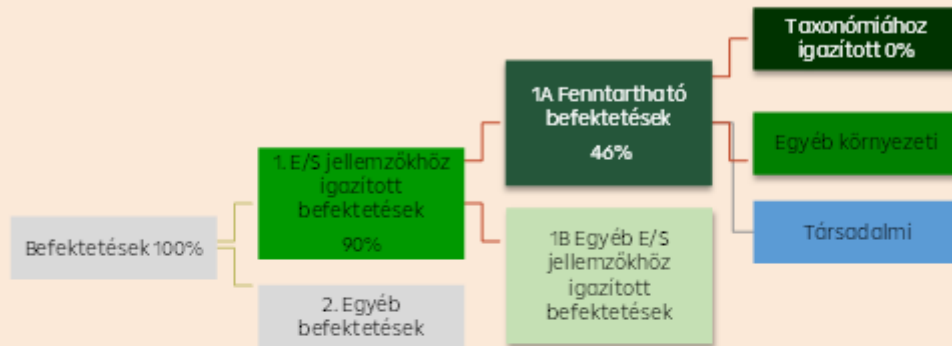 Befektetések 100%
1. E/S jellemzőkhöz
igazított
befektetések
90%
2. Egyéb
befektetések
1A Fenntartható
befektetések
46%
1B Egyéb E/S
jellemzőkhöz
igazított
befektetések
Taxonómiához
igazított 0%
Egyéb környezeti
Társadalmi